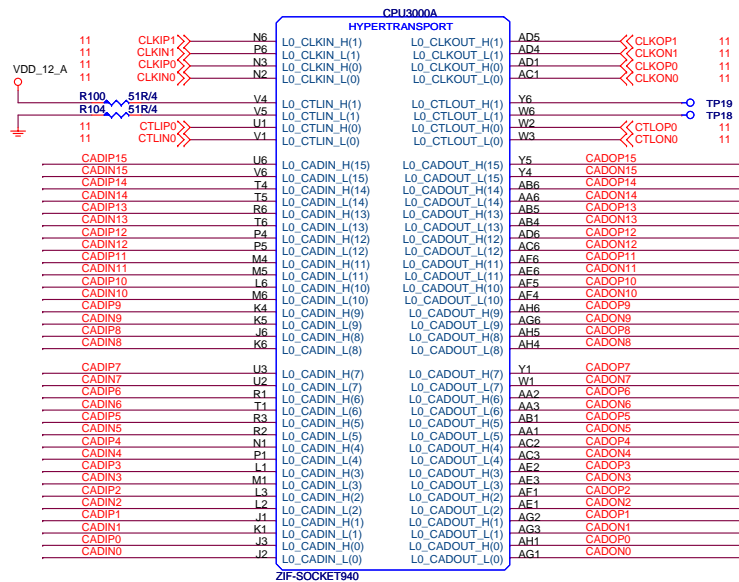 CPU3000A
HYPERTRANSPORT
11 CLKIP1 N6 L0_CLKIN_H(1) L0_CLKOUT_H(1) AD5 CLKOP1 11
11 CLKIN1 P6 L0_CLKIN_L(1) L0_CLKOUT_L(1) AD4 CLKON1 11
11 CLKIP0 N3 L0_CLKIN_H(0) L0_CLKOUT_H(0) AD1 CLKOP0 11
11 CLKIN0 N2 L0_CLKIN_L(0) L0_CLKOUT_L(0) AC1 CLKON0 11
VDD_12_A
R100 51R/4 V4 L0_CTLIN_H(1) L0_CTLOUT_H(1) Y6 TP19
R104 51R/4 V5 L0_CTLIN_L(1) L0_CTLOUT_L(1) W6 TP18
11 CTLIP0 U1 L0_CTLIN_H(0) L0_CTLOUT_H(0) W2 CTLOP0 11
11 CTLIN0 V1 L0_CTLIN_L(0) L0_CTLOUT_L(0) W3 CTLON0 11
CADIP15 U6 L0_CADIN_H(15) L0_CADOUT_H(15) Y5 CADOP15
CADIN15 V6 L0_CADIN_L(15) L0_CADOUT_L(15) Y4 CADON15
CADIP14 T4 L0_CADIN_H(14) L0_CADOUT_H(14) AB6 CADOP14
CADIN14 T5 L0_CADIN_L(14) L0_CADOUT_L(14) AA6 CADON14
CADIP13 R6 L0_CADIN_H(13) L0_CADOUT_H(13) AB5 CADOP13
CADIN13 T6 L0_CADIN_L(13) L0_CADOUT_L(13) AB4 CADON13
CADIP12 P4 L0_CADIN_H(12) L0_CADOUT_H(12) AD6 CADOP12
CADIN12 P5 L0_CADIN_L(12) L0_CADOUT_L(12) AC6 CADON12
CADIP11 M4 L0_CADIN_H(11) L0_CADOUT_H(11) AF6 CADOP11
CADIN11 M5 L0_CADIN_L(11) L0_CADOUT_L(11) AE6 CADON11
CADIP10 L6 L0_CADIN_H(10) L0_CADOUT_H(10) AF5 CADOP10
CADIN10 M6 L0_CADIN_L(10) L0_CADOUT_L(10) AF4 CADON10
CADIP9 K4 L0_CADIN_H(9) L0_CADOUT_H(9) AH6 CADOP9
CADIN9 K5 L0_CADIN_L(9) L0_CADOUT_L(9) AG6 CADON9
CADIP8 J6 L0_CADIN_H(8) L0_CADOUT_H(8) AH5 CADOP8
CADIN8 K6 L0_CADIN_L(8) L0_CADOUT_L(8) AH4 CADON8
CADIP7 U3 L0_CADIN_H(7) L0_CADOUT_H(7) Y1 CADOP7
CADIN7 U2 L0_CADIN_L(7) L0_CADOUT_L(7) W1 CADON7
CADIP6 R1 L0_CADIN_H(6) L0_CADOUT_H(6) AA2 CADOP6
CADIN6 T1 L0_CADIN_L(6) L0_CADOUT_L(6) AA3 CADON6
CADIP5 R3 L0_CADIN_H(5) L0_CADOUT_H(5) AB1 CADOP5
CADIN5 R2 L0_CADIN_L(5) L0_CADOUT_L(5) AA1 CADON5
CADIP4 N1 L0_CADIN_H(4) L0_CADOUT_H(4) AC2 CADOP4
CADIN4 P1 L0_CADIN_L(4) L0_CADOUT_L(4) AC3 CADON4
CADIP3 L1 L0_CADIN_H(3) L0_CADOUT_H(3) AE2 CADOP3
CADIN3 M1 L0_CADIN_L(3) L0_CADOUT_L(3) AE3 CADON3
CADIP2 L3 L0_CADIN_H(2) L0_CADOUT_H(2) AF1 CADOP2
CADIN2 L2 L0_CADIN_L(2) L0_CADOUT_L(2) AE1 CADON2
CADIP1 J1 L0_CADIN_H(1) L0_CADOUT_H(1) AG2 CADOP1
CADIN1 K1 L0_CADIN_L(1) L0_CADOUT_L(1) AG3 CADON1
CADIP0 J3 L0_CADIN_H(0) L0_CADOUT_H(0) AH1 CADOP0
CADIN0 J2 L0_CADIN_L(0) L0_CADOUT_L(0) AG1 CADON0
ZIF-SOCKET940